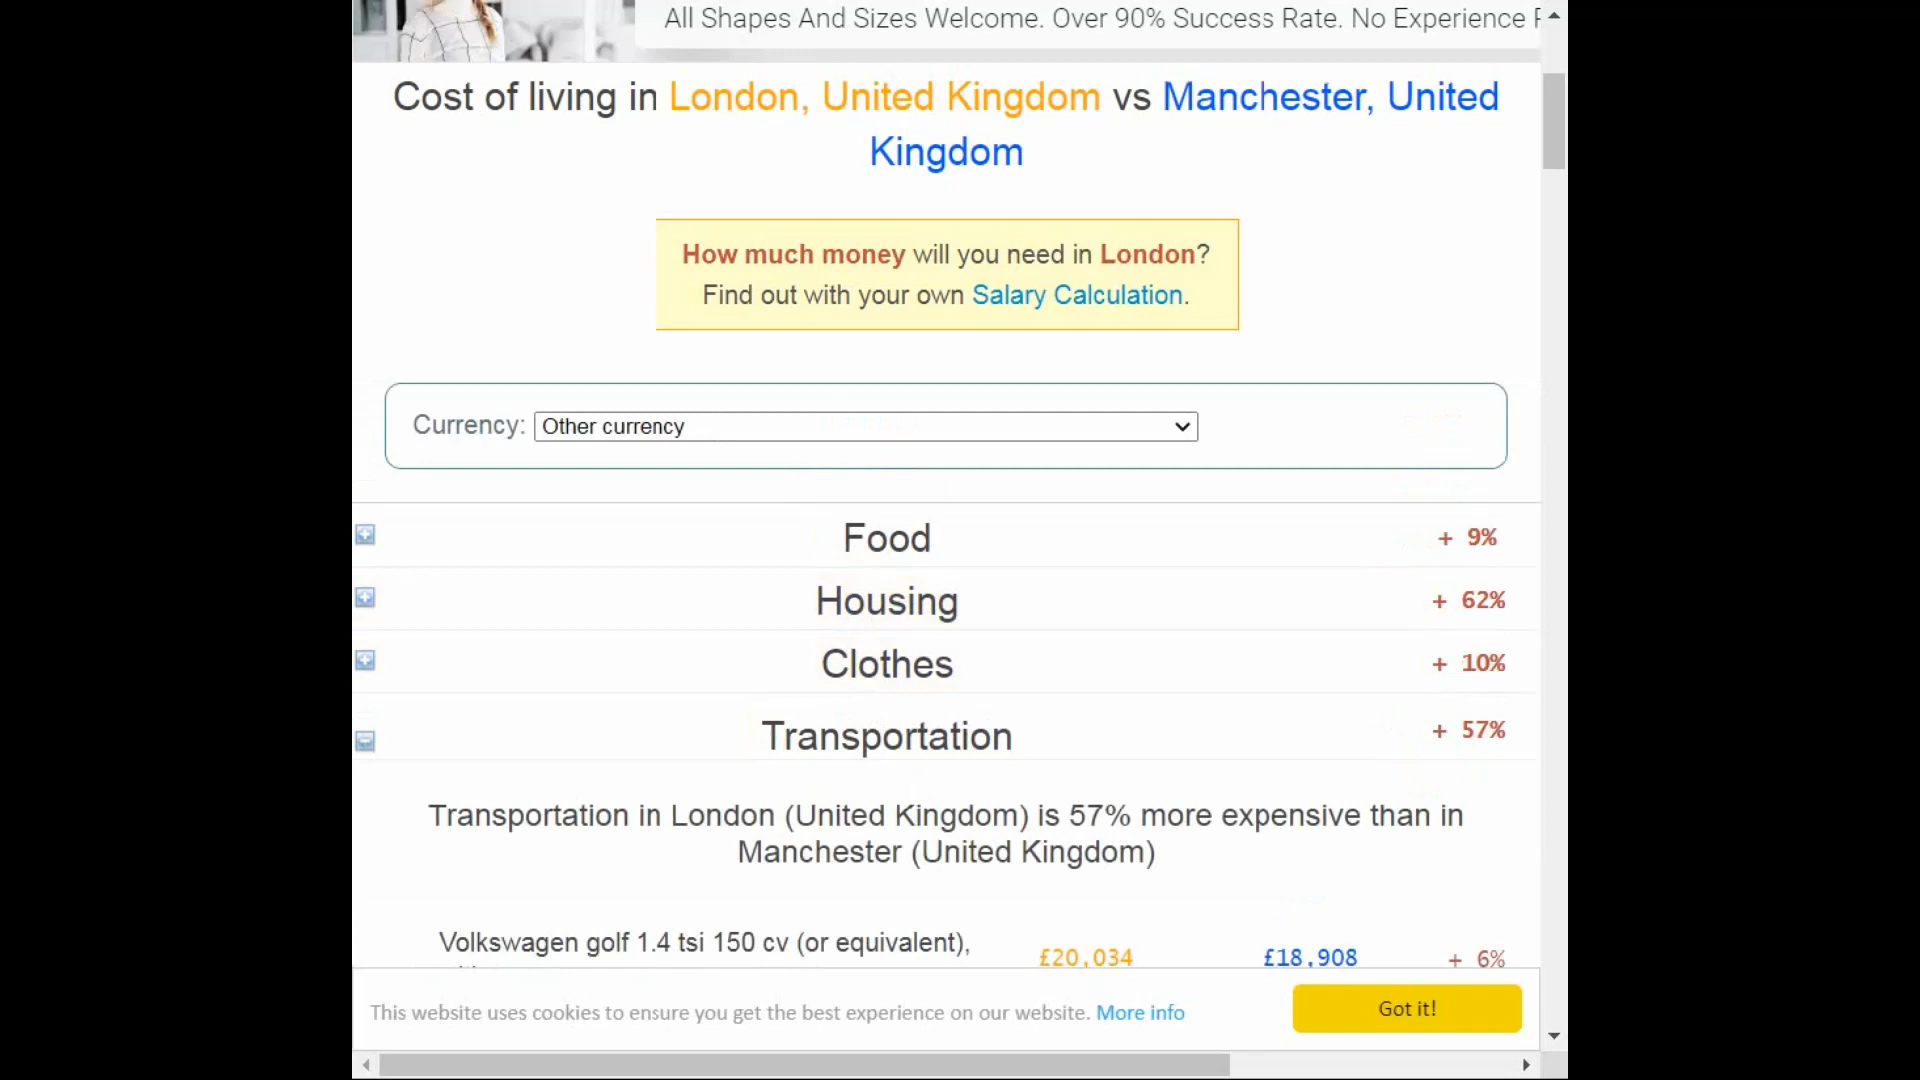 All Shapes And Sizes Welcome. Over 90% Success Rate. No Experience
Cost of living in London, United Kingdom vs Manchester, United
Kingdom
How much money will you need in London?
Find out with your own Salary Calculation.
Currency: Other currency
Food + 9%
Housing + 62%
Clothes + 10%
Transportation + 57%
Transportation in London (United Kingdom) is 57% more expensive than in
Manchester (United Kingdom)
Volkswagen golf 1.4 tsi 150 cv (or equivalent),
£20,034 £18,908 + 6%
This website uses cookies to ensure you get the best experience on our website. More info Got it!